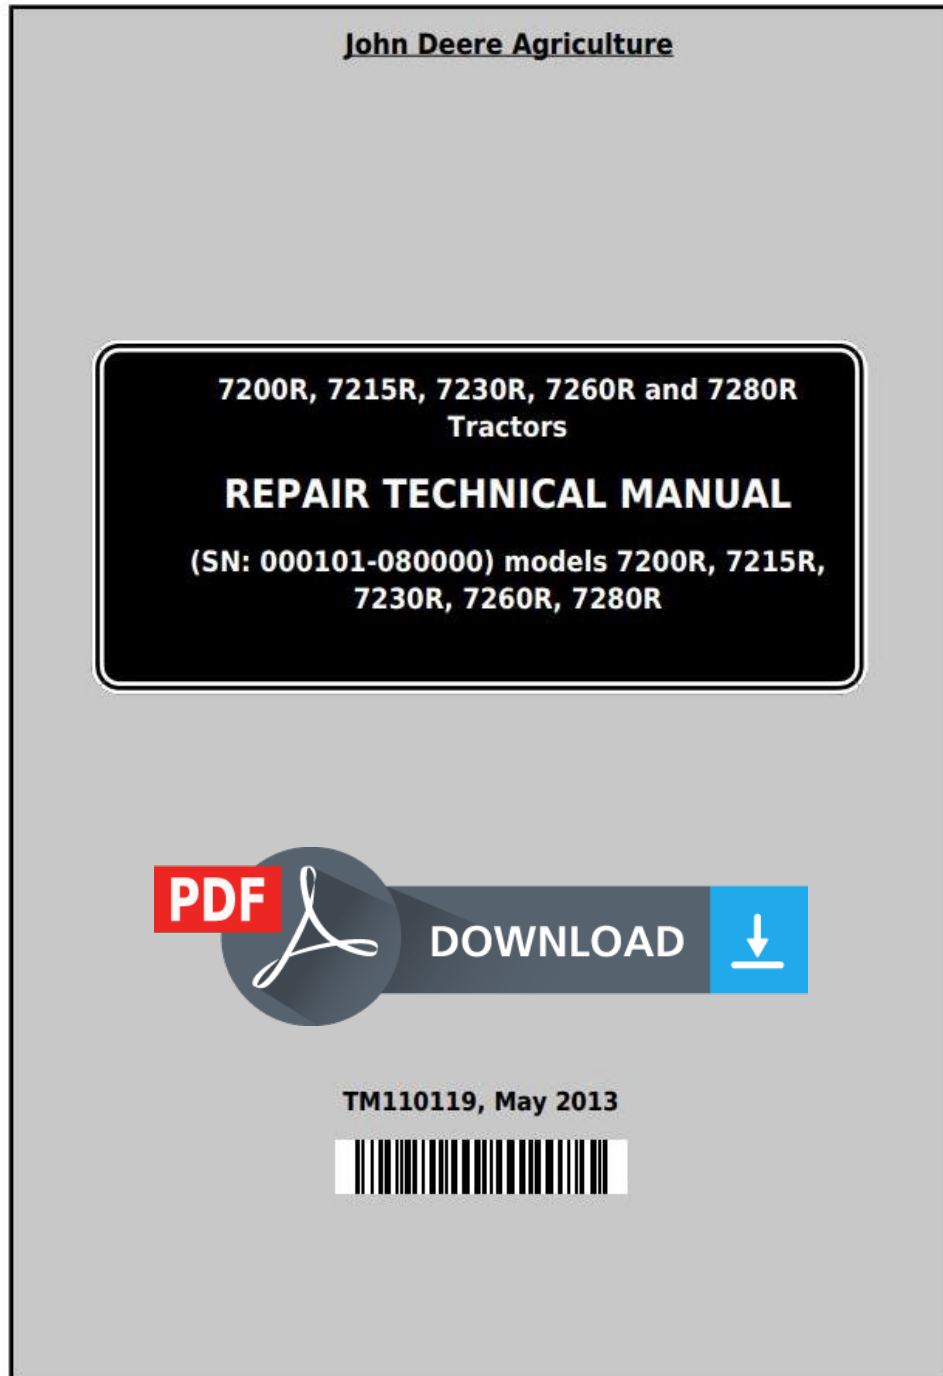 John Deere Agriculture
7200R, 7215R, 7230R, 7260R and 7280R
Tractors
REPAIR TECHNICAL MANUAL
(SN: 000101-080000) models 7200R, 7215R,
7230R, 7260R, 7280R
PDF
DOWNLOAD
TM110119, May 2013